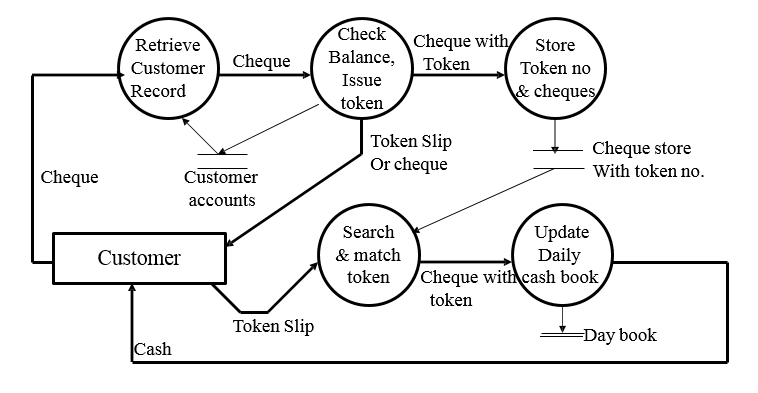 Retrieve
Customer
Record
Cheque
Check
Balance,
Issue
token
Cheque with
Token
Store
Token no
& cheques
Token Slip
Or cheque
Cheque store
With token no.
Customer
accounts
Cheque
Customer
Search
& match
token
Cheque with
token
Update
Daily
cash book
Token Slip
Day book
Cash